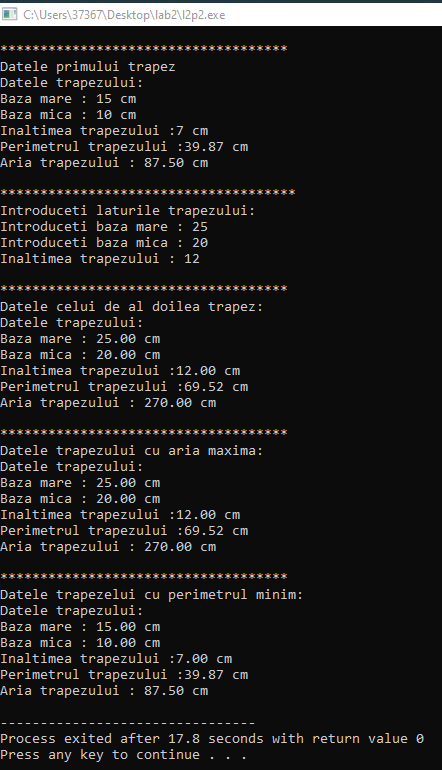 C:\Users\37367\Desktop\lab2\l2p2.exe
************************************
Datele primului trapez
Datele trapezului:
Baza mare : 15 cm
Baza mica : 10 cm
Inaltimea trapezului :7 cm
Perimetrul trapezului :39.87 cm
Aria trapezului : 87.50 cm
*************************************
Introduceti laturile trapezului:
Introduceti baza mare : 25
Introduceti baza mica : 20
Inaltimea trapezului : 12
************************************
Datele celui de al doilea trapez:
Datele trapezului:
Baza mare : 25.00 cm
Baza mica : 20.00 cm
Inaltimea trapezului :12.00 cm
Perimetrul trapezului :69.52 cm
Aria trapezului : 270.00 cm
************************************
Datele trapezului cu aria maxima:
Datele trapezului:
Baza mare : 25.00 cm
Baza mica : 20.00 cm
Inaltimea trapezului :12.00 cm
Perimetrul trapezului :69.52 cm
Aria trapezului : 270.00 cm
************************************
Datele trapezelui cu perimetrul minim:
Datele trapezului:
Baza mare : 15.00 cm
Baza mica : 10.00 cm
Inaltimea trapezului :7.00 cm
Perimetrul trapezului :39.87 cm
Aria trapezului : 87.50 cm
--------------------------------
Process exited after 17.8 seconds with return value 0
Press any key to continue . . .